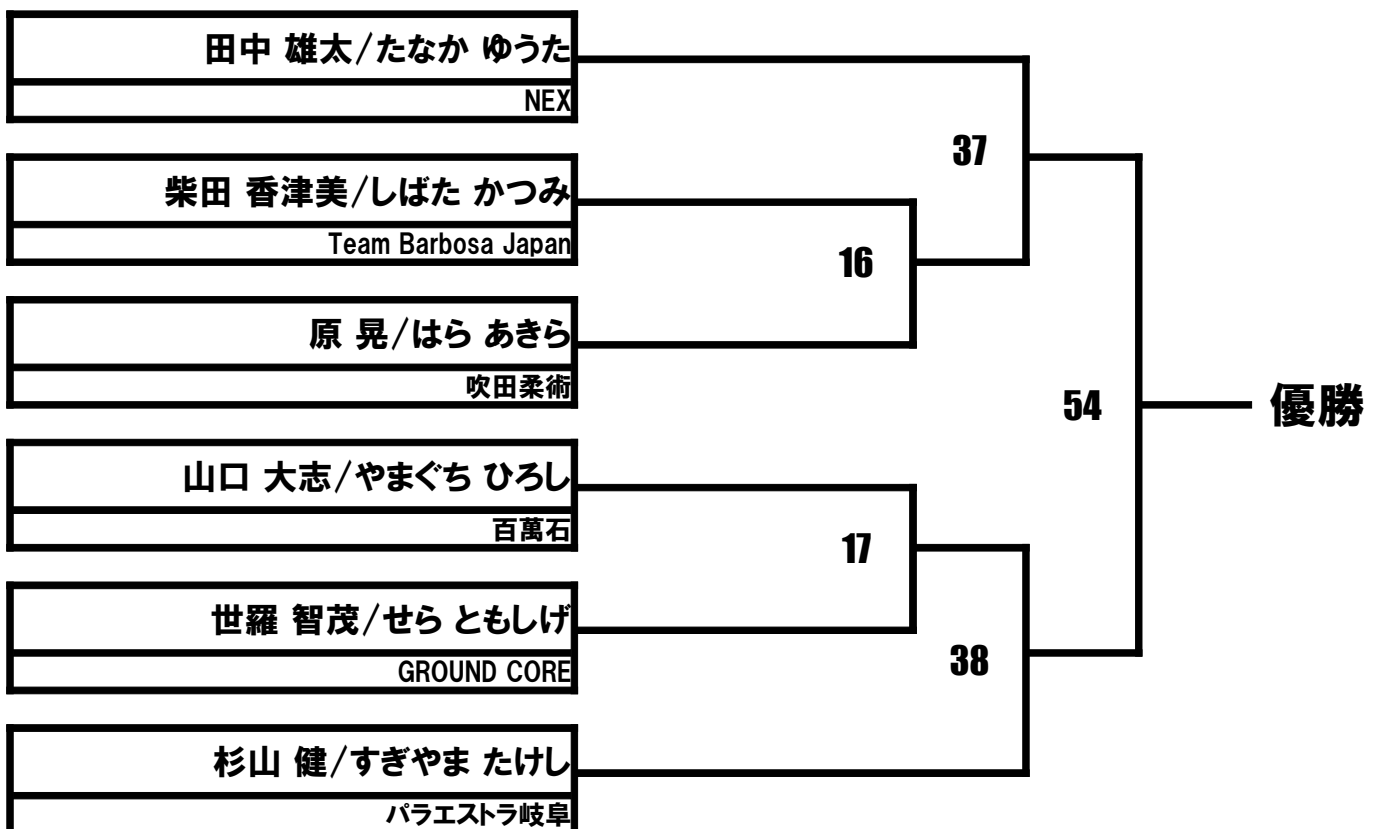 田中 雄太/たなか ゆうた
NEX
37
柴田 香津美/しばた かつみ
Team Barbosa Japan
16
原 晃/はら あきら
吹田柔術
54
優勝
山口 大志/やまぐち ひろし
百萬石
17
世羅 智茂/せら ともしげ
GROUND CORE
38
杉山 健/すぎやま たけし
パラエストラ岐阜